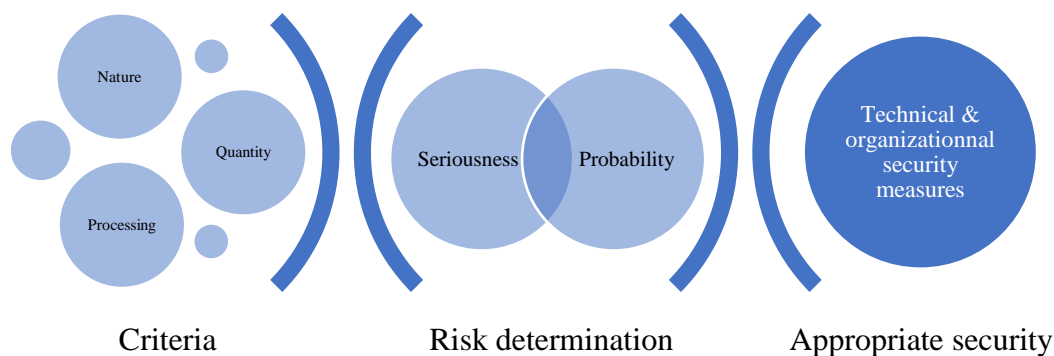 Nature
Quantity
Processing
Seriousness
Probability
Technical &
organizationnal
security
measures
Criteria
Risk determination
Appropriate security